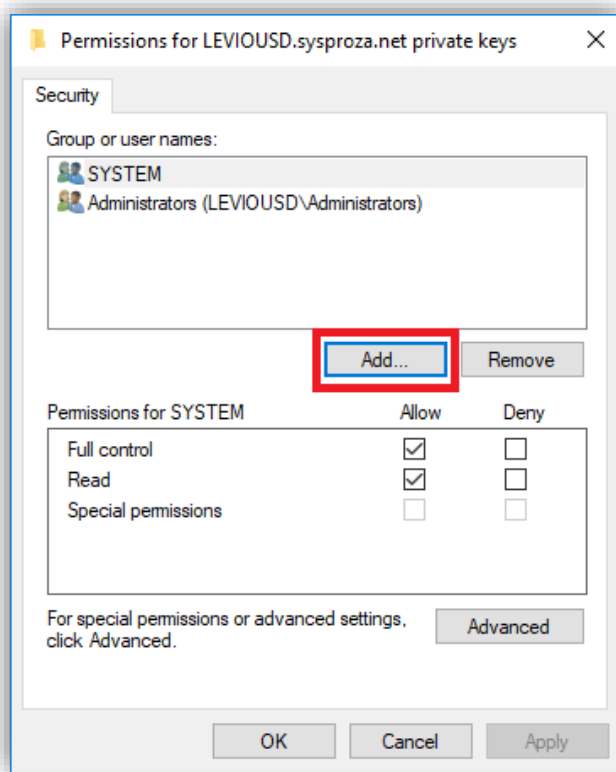 Permissions for LEVIOUSD.sysproza.net private keys
Security
Group or user names:
SYSTEM
Administrators (LEVIOUSD\Administrators)
Add...
Remove
Permissions for SYSTEM
Allow
Deny
Full control
Read
Special permissions
For special permissions or advanced settings,
click Advanced.
Advanced
OK
Cancel
Apply